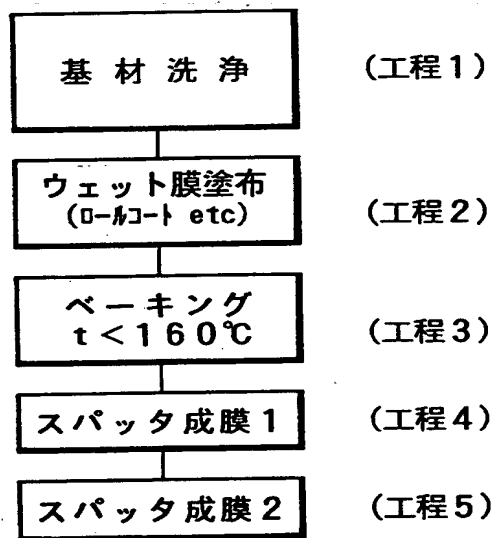 基材洗浄
(工程1)
ウェット膜塗布
(ﾛｰﾙｺｰﾄ etc)
(工程2)
ベーキング
t<160℃
(工程3)
スパッタ成膜1
(工程4)
スパッタ成膜2
(工程5)